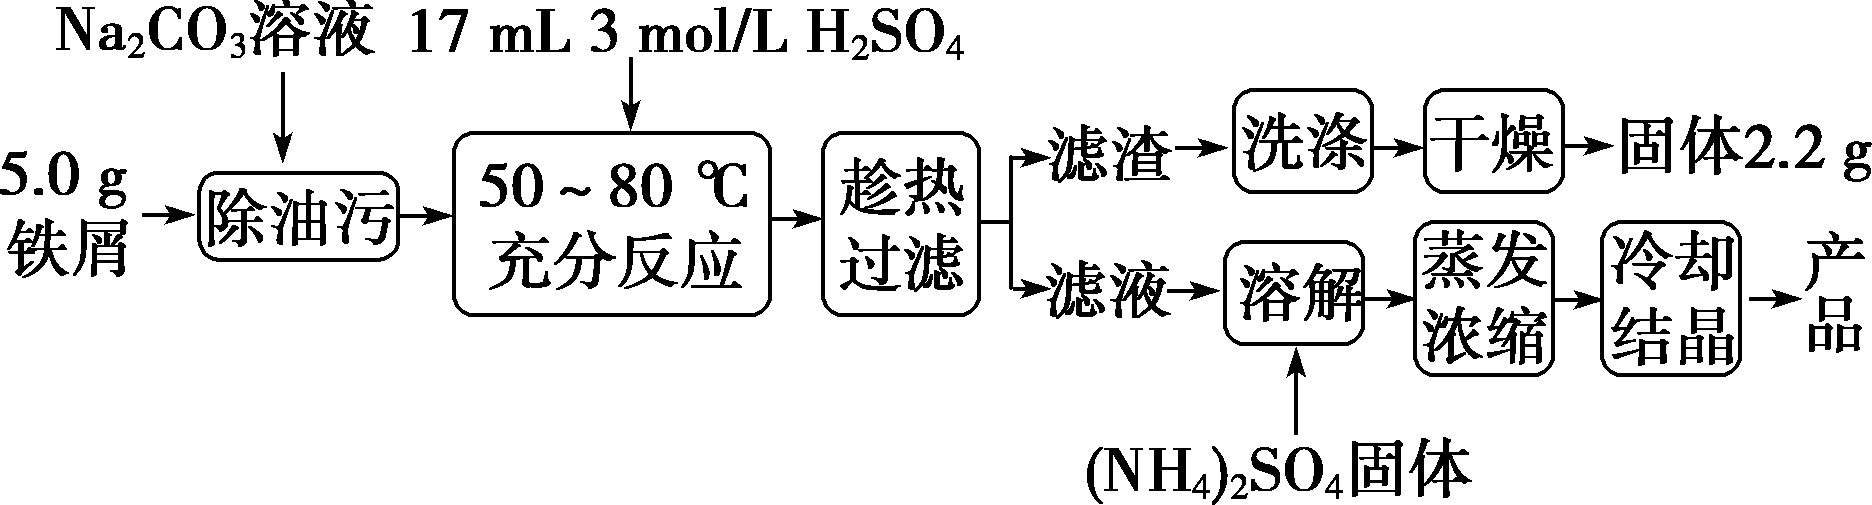 Na₂CO₃溶液 17 mL 3 mol/L H₂SO₄
5.0 g
铁屑
除油污
50～80 ℃
充分反应
趁热
过滤
滤渣
洗涤
干燥
固体2.2 g
滤液
溶解
蒸发
浓缩
冷却
结晶
产
品
(NH₄)₂SO₄固体